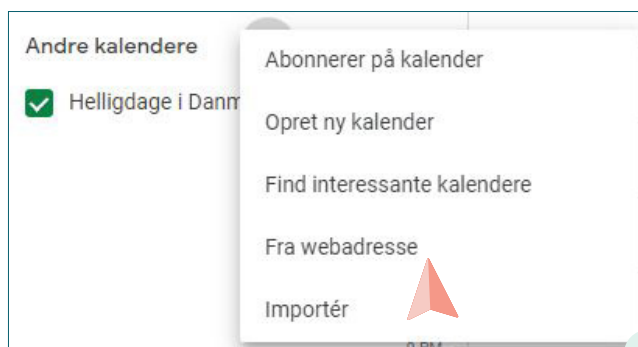 Andre kalendere
Helligdage i Danm
Abonnerer på kalender
Opret ny kalender
Find interessante kalendere
Fra webadresse
Importér